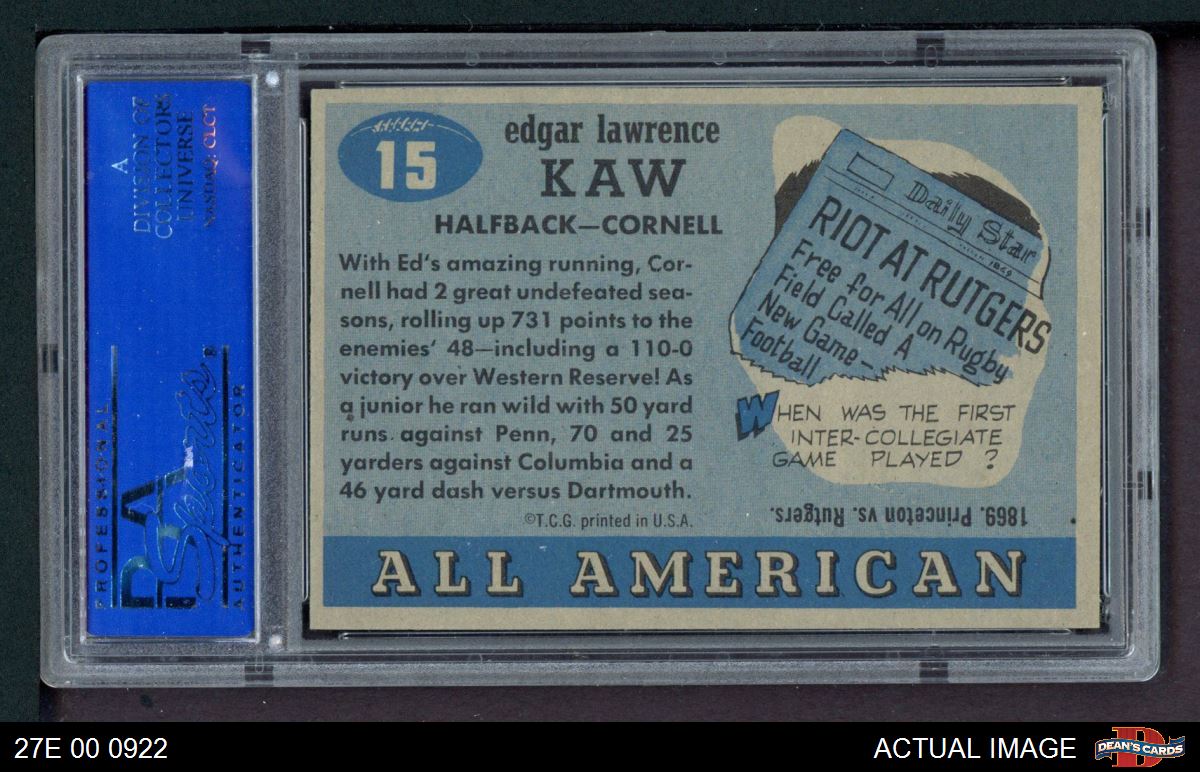 A
DIVISION OF
COLLECTORS
UNIVERSE
NASDAQ: CLCT
PROFESSIONAL
PSA
Sports
AUTHENTICATOR
15
edgar lawrence
KAW
HALFBACK—CORNELL
With Ed's amazing running, Cor-
nell had 2 great undefeated sea-
sons, rolling up 731 points to the
enemies' 48—including a 110-0
victory over Western Reserve! As
a junior he ran wild with 50 yard
runs against Penn, 70 and 25
yarders against Columbia and a
46 yard dash versus Dartmouth.
©T.C.G. printed in U.S.A.
Daily Star
1869
RIOT AT RUTGERS
Free for All on Rugby
Field Called A
New Game—
Football
WHEN WAS THE FIRST
INTER-COLLEGIATE
GAME PLAYED ?
1869. Princeton vs. Rutgers.
ALL AMERICAN
27E 00 0922
ACTUAL IMAGE
D
DEAN'S CARDS